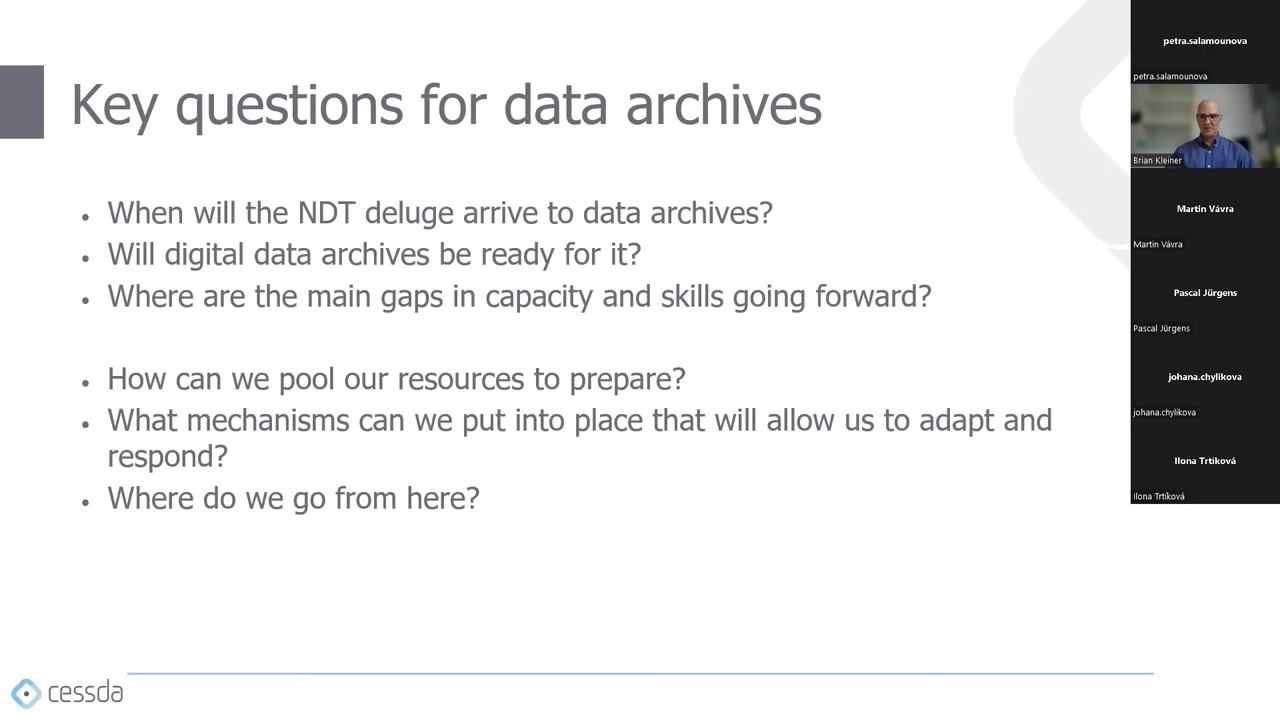 Key questions for data archives
• When will the NDT deluge arrive to data archives?
• Will digital data archives be ready for it?
• Where are the main gaps in capacity and skills going forward?
• How can we pool our resources to prepare?
• What mechanisms can we put into place that will allow us to adapt and
respond?
• Where do we go from here?
cessda
petra.salamounova
petra.salamounova
Brian Kleiner
Martin Vávra
Martin Vávra
Pascal Jürgens
Pascal Jürgens
johana.chylikova
johana.chylikova
Ilona Trtíková
Ilona Trtíková